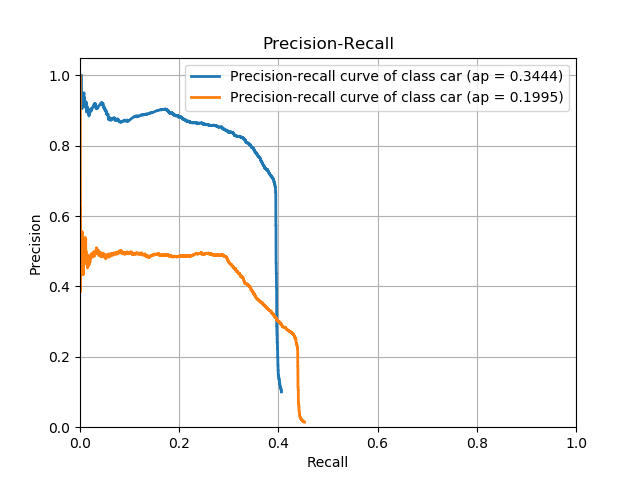 Precision-Recall
Precision-recall curve of class car (ap = 0.3444)
Precision-recall curve of class car (ap = 0.1995)
1.0
0.8
0.6
0.4
0.2
0.0
Precision
0.0 0.2 0.4 0.6 0.8 1.0
Recall